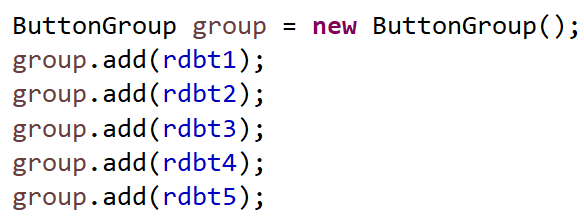 ButtonGroup group = new ButtonGroup();
group.add(rdbt1);
group.add(rdbt2);
group.add(rdbt3);
group.add(rdbt4);
group.add(rdbt5);